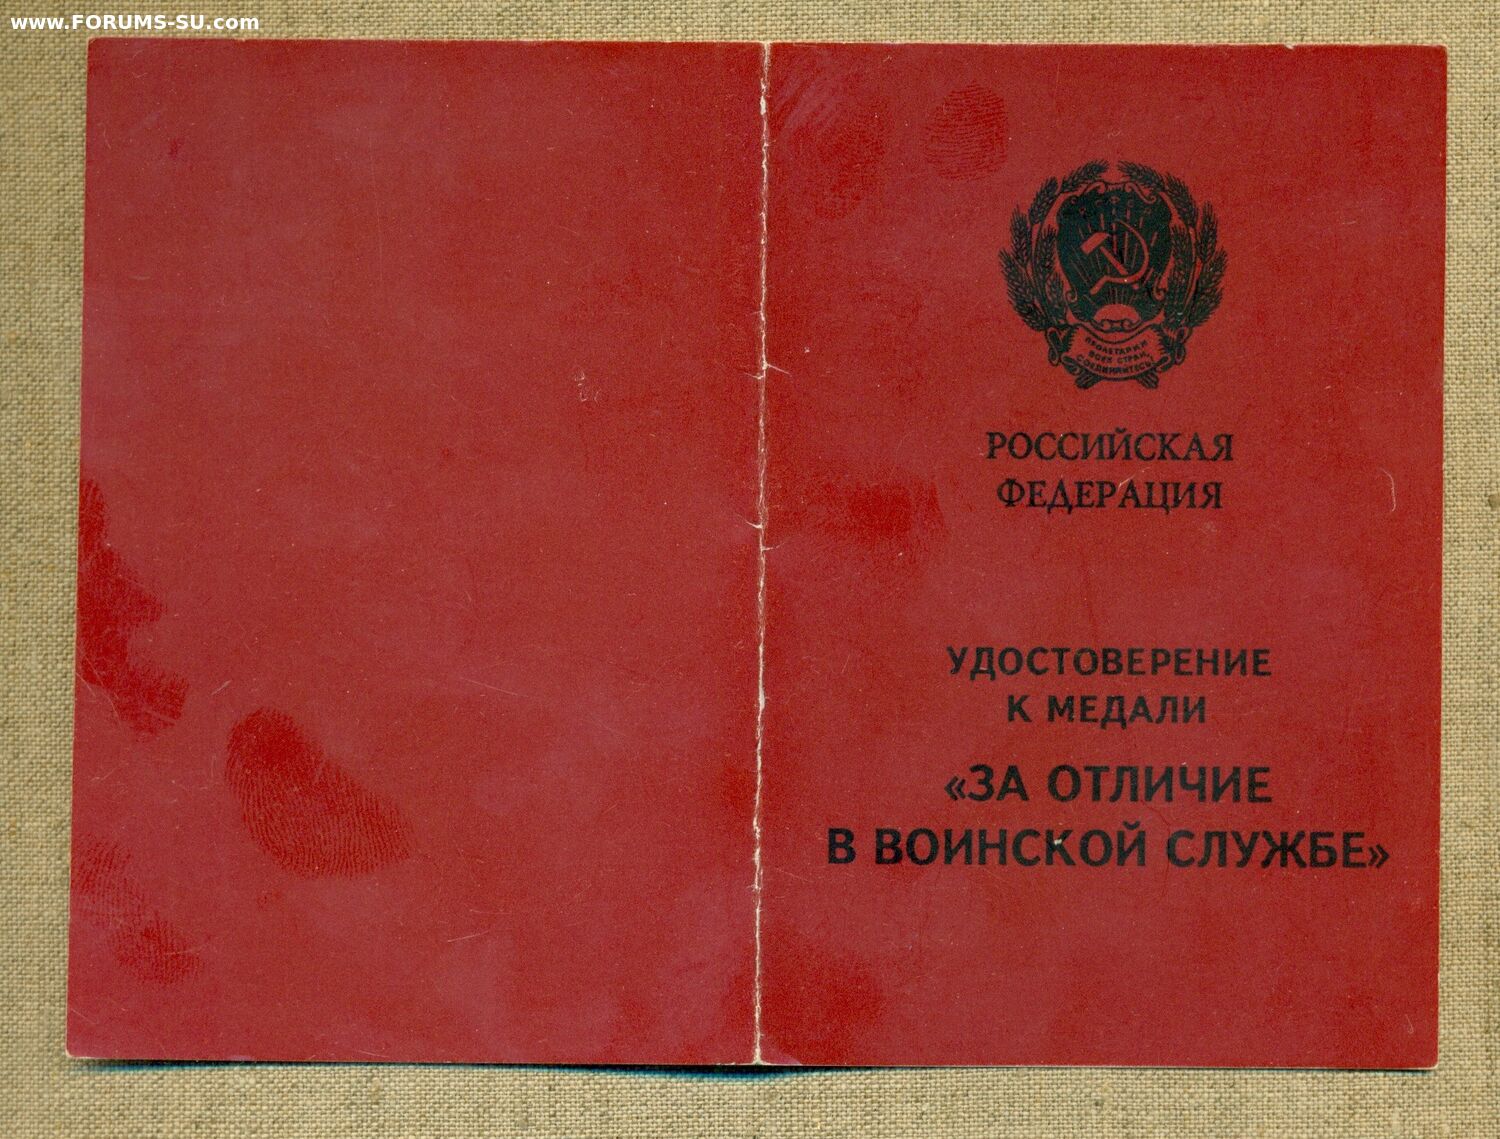 www.FORUMS-SU.com
ПРОЛЕТАРИИ
ВСЕХ СТРАН,
СОЕДИНЯЙТЕСЬ!
РОССИЙСКАЯ
ФЕДЕРАЦИЯ
УДОСТОВЕРЕНИЕ
К МЕДАЛИ
«ЗА ОТЛИЧИЕ
В ВОИНСКОЙ СЛУЖБЕ»